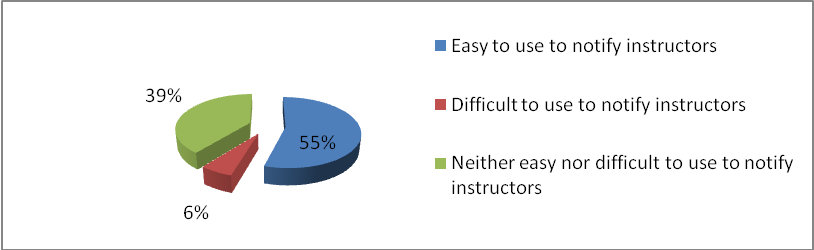 39%
55%
6%
Easy to use to notify instructors
Difficult to use to notify instructors
Neither easy nor difficult to use to notify
instructors